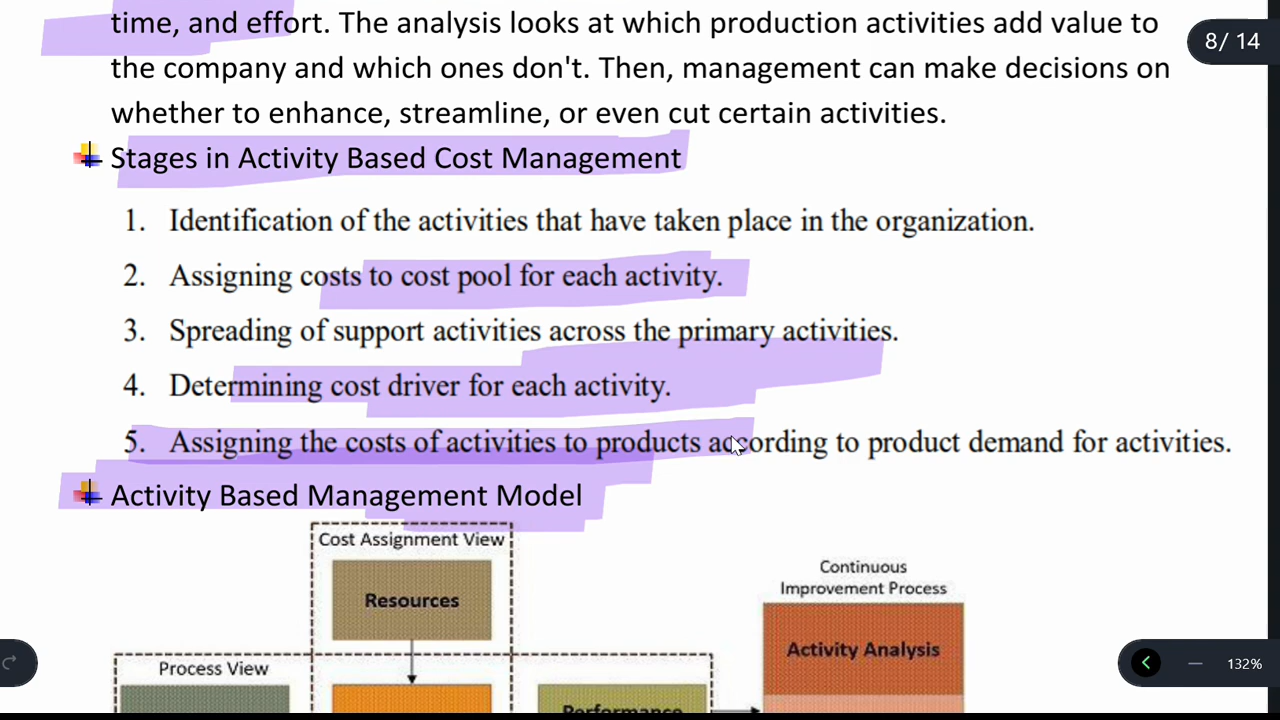 time, and effort. The analysis looks at which production activities add value to
8/ 14
the company and which ones don't. Then, management can make decisions on
whether to enhance, streamline, or even cut certain activities.
Stages in Activity Based Cost Management
1. Identification of the activities that have taken place in the organization.
2. Assigning costs to cost pool for each activity.
3. Spreading of support activities across the primary activities.
4. Determining cost driver for each activity.
5. Assigning the costs of activities to products according to product demand for activities.
Activity Based Management Model
Cost Assignment View
Continuous
Improvement Process
Resources
Activity Analysis
Process View
132%
Performance